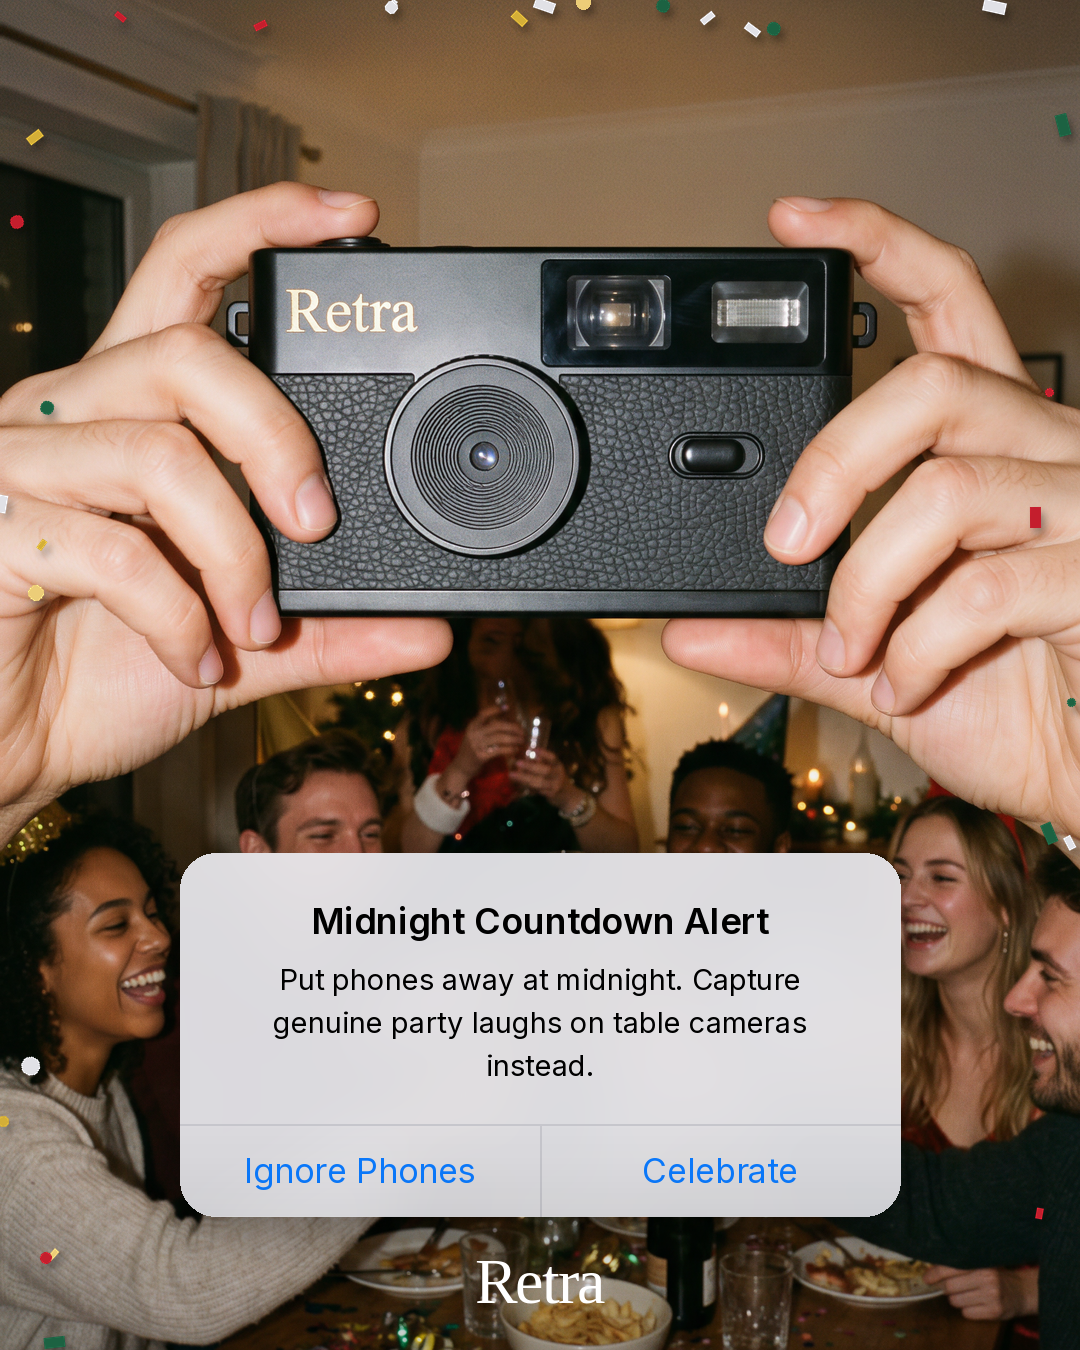 Retra
Midnight Countdown Alert
Put phones away at midnight. Capture
genuine party laughs on table cameras
instead.
Ignore Phones
Celebrate
Retra